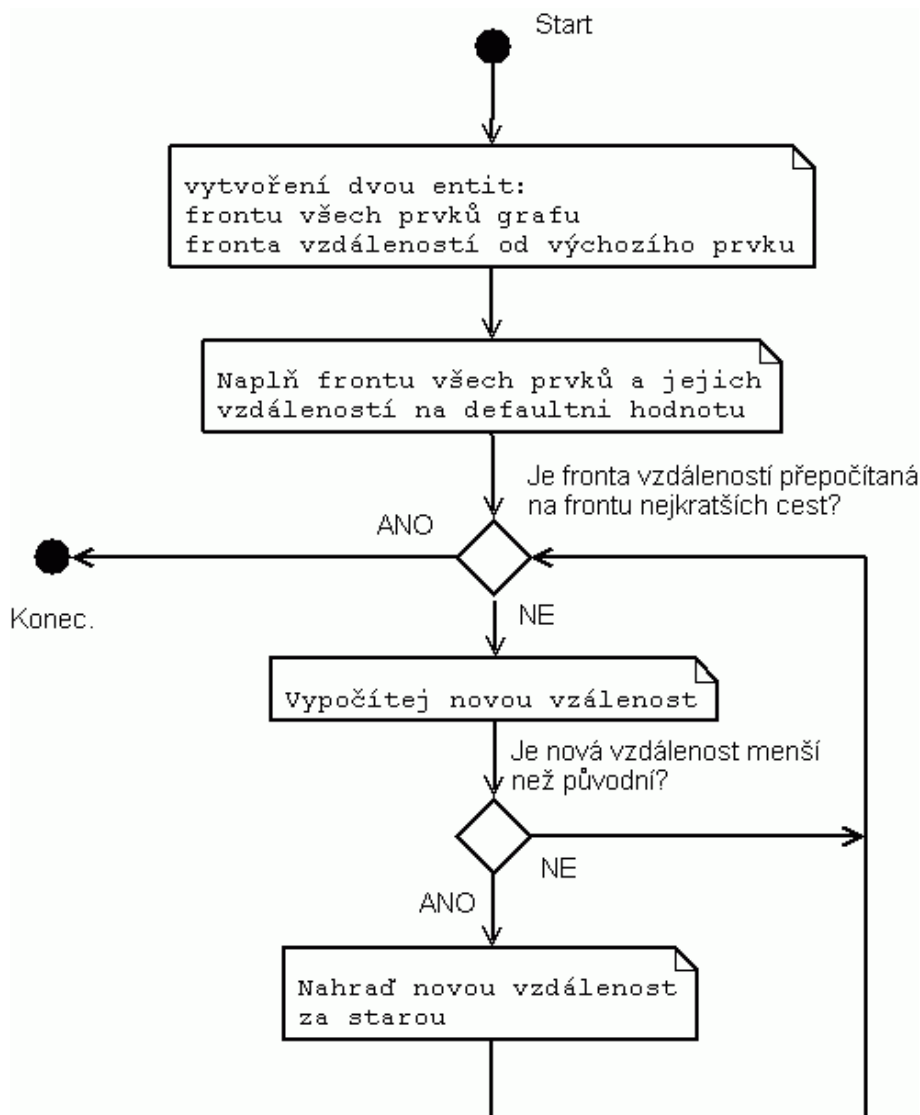 Start
vytvoření dvou entit:
frontu všech prvků grafu
fronta vzdáleností od výchozího prvku
Naplň frontu všech prvků a jejich
vzdáleností na defaultni hodnotu
Je fronta vzdáleností přepočítaná
na frontu nejkratších cest?
ANO
Konec.
NE
Vypočítej novou vzálenost
Je nová vzdálenost menší
než původní?
NE
ANO
Nahraď novou vzdálenost
za starou